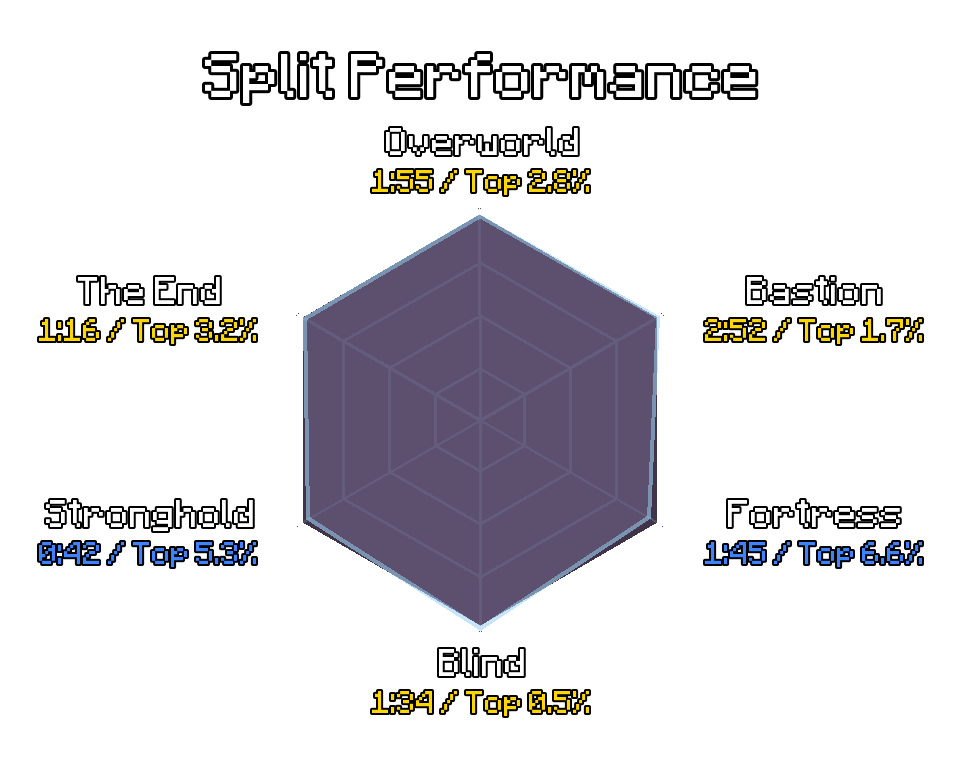 Split Performance
Overworld
1:55 / Top 2.8%
The End
1:16 / Top 3.2%
Bastion
2:52 / Top 1.7%
Stronghold
0:42 / Top 5.3%
Fortress
1:45 / Top 6.6%
Blind
1:34 / Top 0.5%